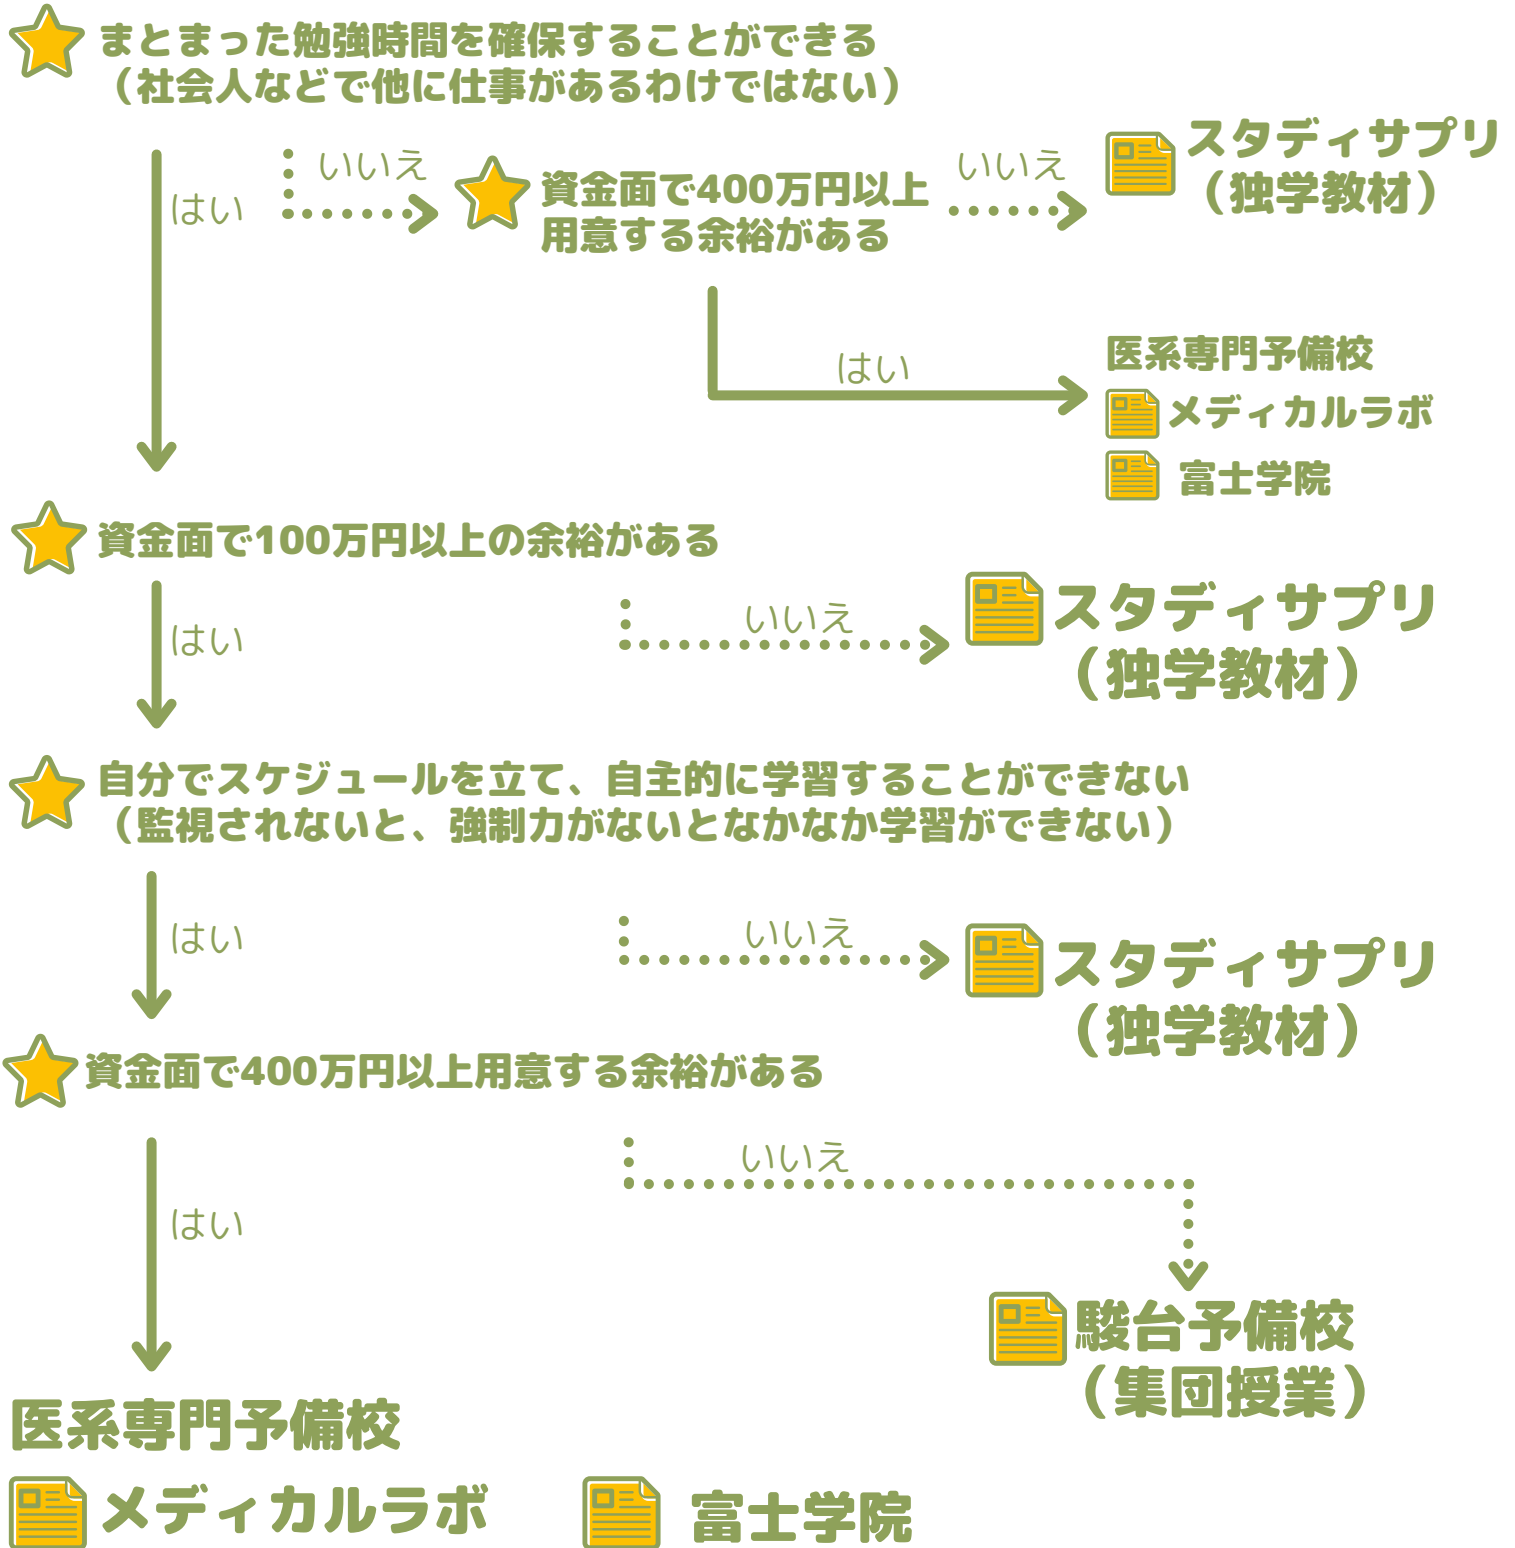 まとまった勉強時間を確保することができる
（社会人などで他に仕事があるわけではない）
はい
いいえ
資金面で400万円以上
用意する余裕がある
いいえ
スタディサプリ
（独学教材）
はい
医系専門予備校
メディカルラボ
富士学院
資金面で100万円以上の余裕がある
はい
いいえ
スタディサプリ
（独学教材）
自分でスケジュールを立て、自主的に学習することができない
（監視されないと、強制力がないとなかなか学習ができない）
はい
いいえ
スタディサプリ
（独学教材）
資金面で400万円以上用意する余裕がある
はい
いいえ
駿台予備校
（集団授業）
医系専門予備校
メディカルラボ
富士学院